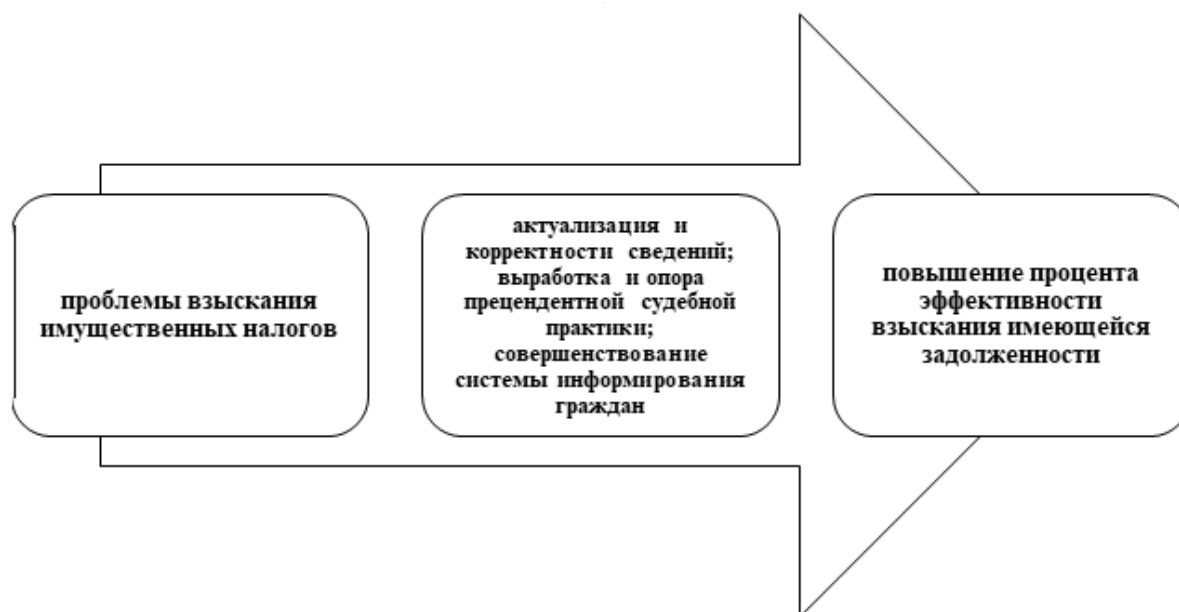 проблемы взыскания
имущественных налогов
актуализация и
корректности сведений;
выработка и опора
прецендентной судебной
практики;
совершенствование
системы информирования
граждан
повышение процента
эффективности
взыскания имеющейся
задолженности